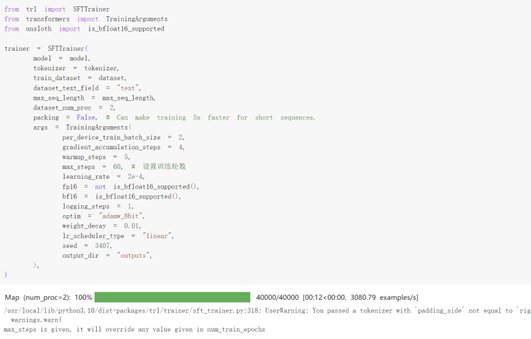 from trl import SFTTrainer
from transformers import TrainingArguments
from unsloth import is_bfloat16_supported
trainer = SFTTrainer(
model = model,
tokenizer = tokenizer,
train_dataset = dataset,
dataset_text_field = "text",
max_seq_length = max_seq_length,
dataset_num_proc = 2,
packing = False, # Can make training 5x faster for short sequences.
args = TrainingArguments(
per_device_train_batch_size = 2,
gradient_accumulation_steps = 4,
warmup_steps = 5,
max_steps = 60, # 设置训练轮数
learning_rate = 2e-4,
fp16 = not is_bfloat16_supported(),
bf16 = is_bfloat16_supported(),
logging_steps = 1,
optim = "adamw_8bit",
weight_decay = 0.01,
lr_scheduler_type = "linear",
seed = 3407,
output_dir = "outputs",
),
)
Map (num_proc=2): 100% 40000/40000 [00:12<00:00, 3080.79 examples/s]
/usr/local/lib/python3.10/dist-packages/trl/trainer/sft_trainer.py:318: UserWarning: You passed a tokenizer with `padding_side` not equal to `rig
warnings.warn(
max_steps is given, it will override any value given in num_train_epochs